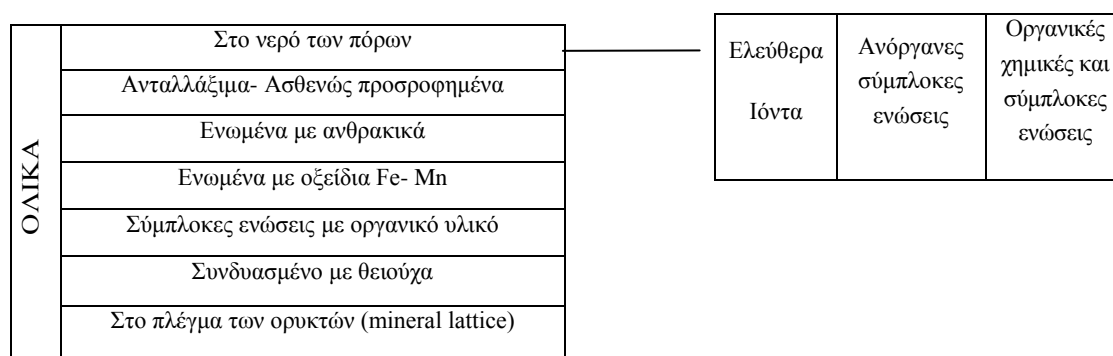 ΟΛΙΚΑ
Στο νερό των πόρων
Ανταλλάξιμα- Ασθενώς προσροφημένα
Ενωμένα με ανθρακικά
Ενωμένα με οξείδια Fe- Mn
Σύμπλοκες ενώσεις με οργανικό υλικό
Συνδυασμένο με θειούχα
Στο πλέγμα των ορυκτών (mineral lattice)
Ελεύθερα
Ιόντα
Ανόργανες
σύμπλοκες
ενώσεις
Οργανικές
χημικές και
σύμπλοκες
ενώσεις